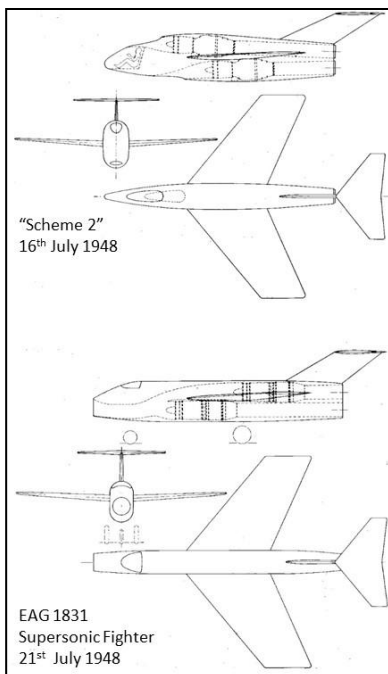 “Scheme 2”
16th July 1948
EAG 1831
Supersonic Fighter
21st July 1948